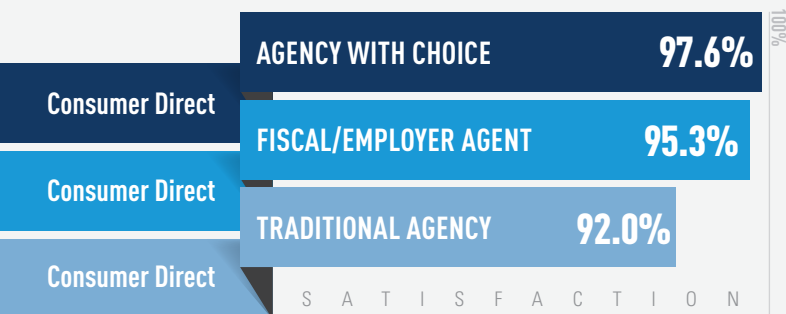 AGENCY WITH CHOICE 97.6%
100%
Consumer Direct
FISCAL/EMPLOYER AGENT 95.3%
Consumer Direct
TRADITIONAL AGENCY 92.0%
Consumer Direct
SATISFACTION